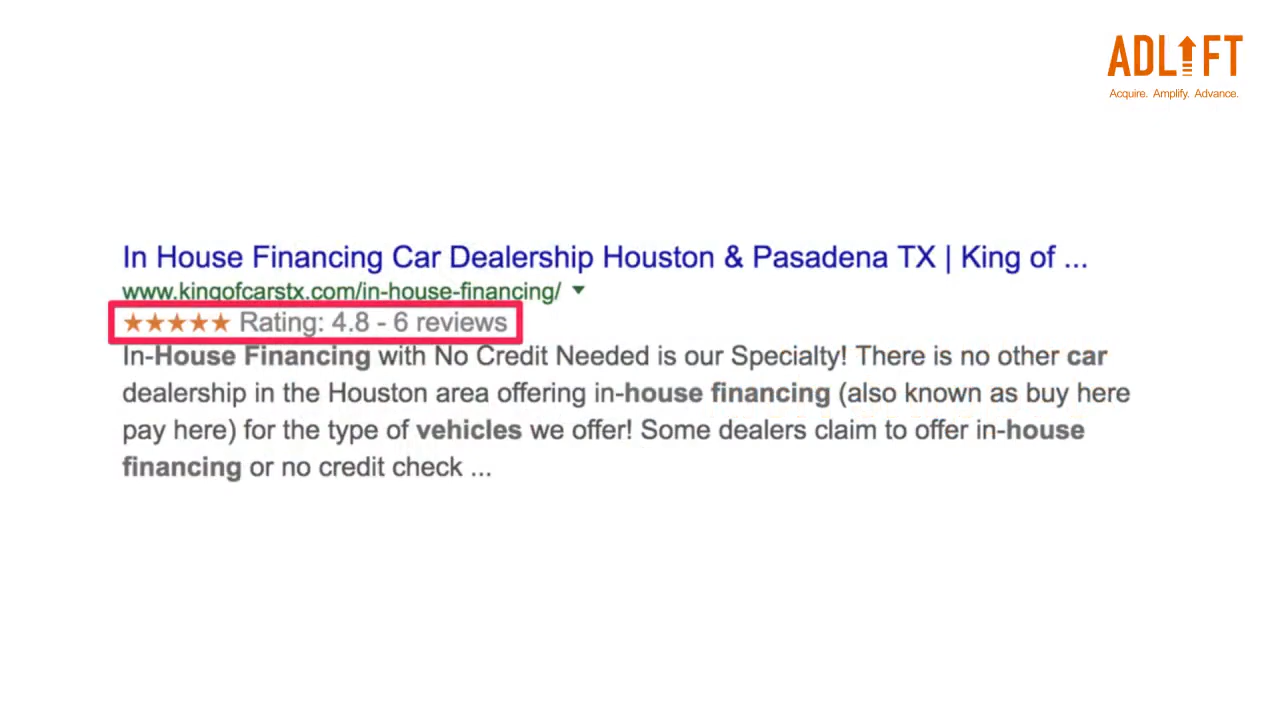 ADLIFT
Acquire. Amplify. Advance.
In House Financing Car Dealership Houston & Pasadena TX | King of ...
www.kingofcarstx.com/in-house-financing/
Rating: 4.8 - 6 reviews
In-House Financing with No Credit Needed is our Specialty! There is no other car
dealership in the Houston area offering in-house financing (also known as buy here
pay here) for the type of vehicles we offer! Some dealers claim to offer in-house
financing or no credit check ...